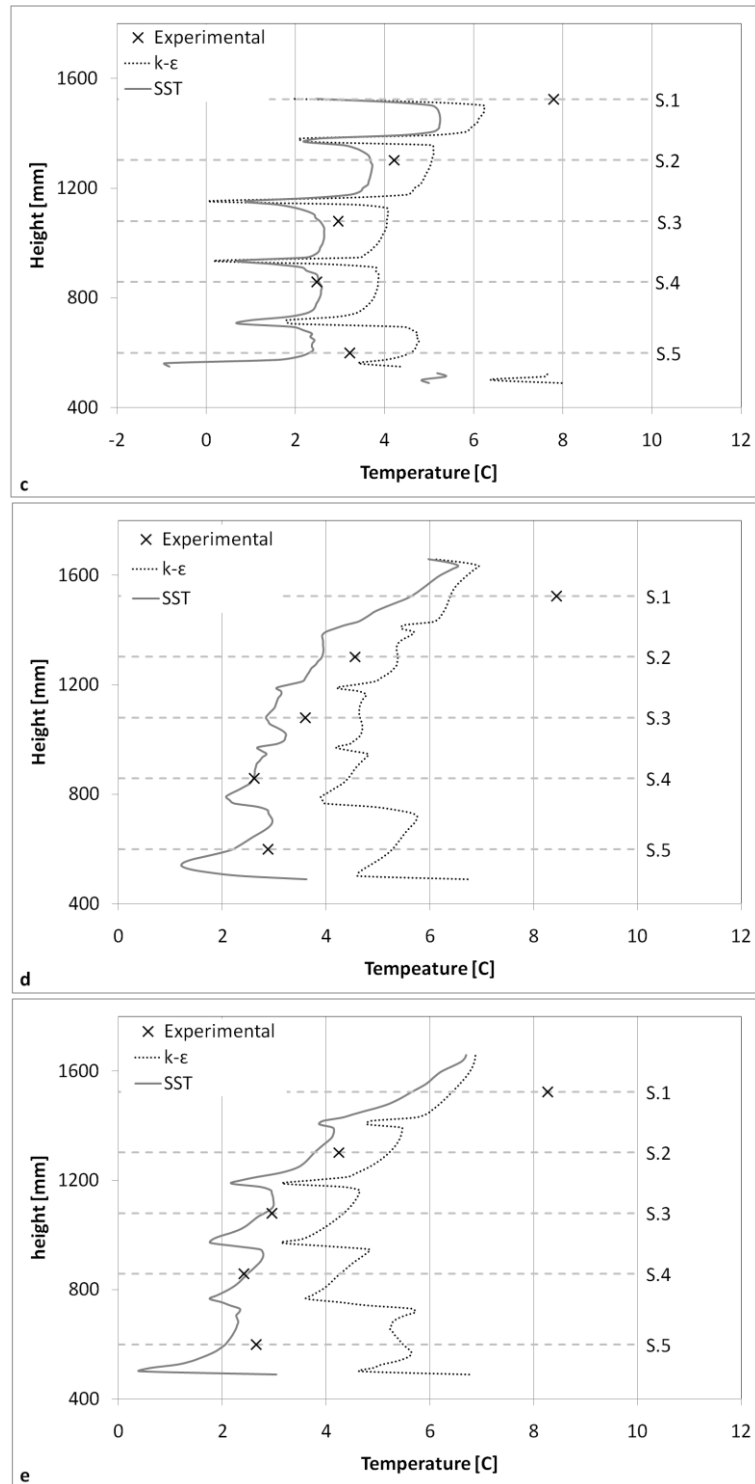 Experimental
k-ε
SST
1600
S.1
S.2
1200
S.3
Height [mm]
S.4
800
S.5
400
-2 0 2 4 6 8 10 12
Temperature [C]
c
Experimental
k-ε
SST
1600
S.1
S.2
1200
S.3
Height [mm]
S.4
800
S.5
400
0 2 4 6 8 10 12
Tempeature [C]
d
Experimental
k-ε
SST
1600
S.1
S.2
1200
S.3
height [mm]
S.4
800
S.5
400
0 2 4 6 8 10 12
Temperature [C]
e